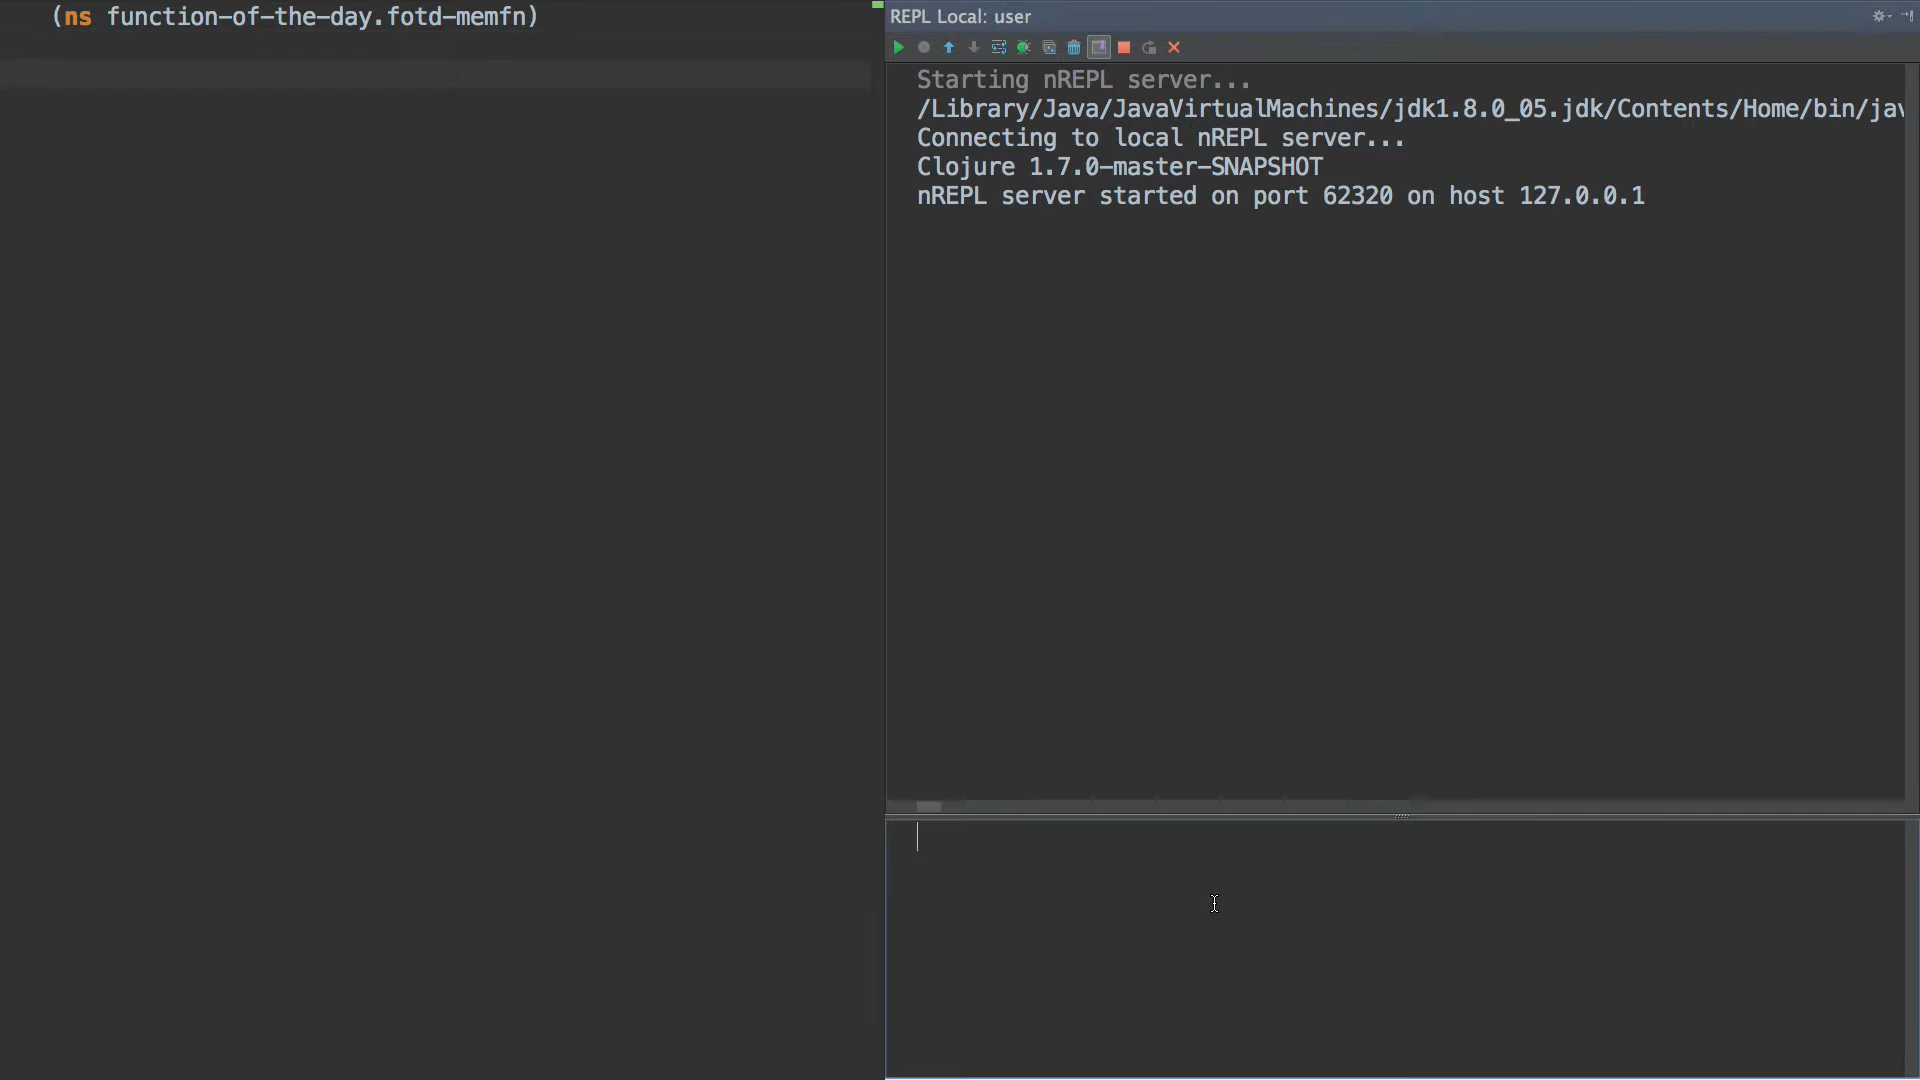 (ns function-of-the-day.fotd-memfn)
REPL Local: user
Starting nREPL server...
/Library/Java/JavaVirtualMachines/jdk1.8.0_05.jdk/Contents/Home/bin/jav
Connecting to local nREPL server...
Clojure 1.7.0-master-SNAPSHOT
nREPL server started on port 62320 on host 127.0.0.1